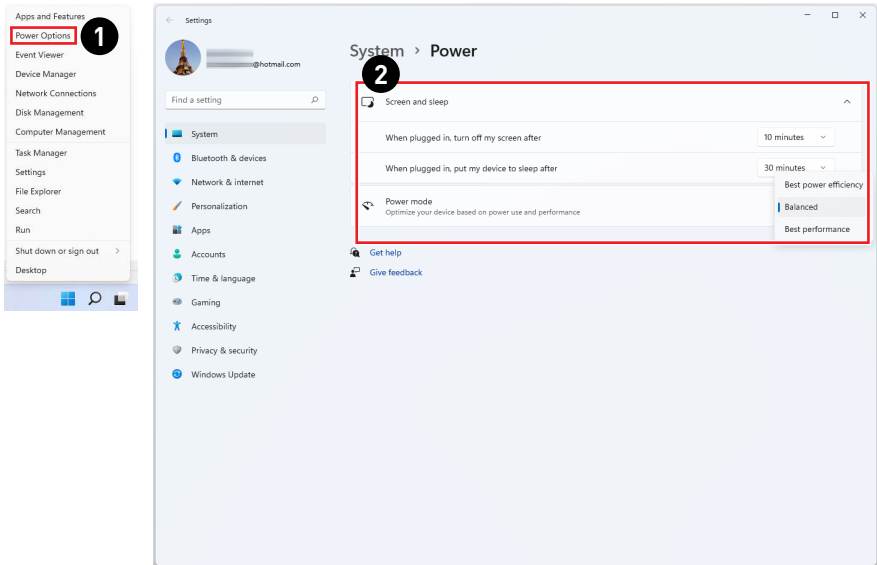 Apps and Features
Power Options
1
Event Viewer
Device Manager
Network Connections
Disk Management
Computer Management
Task Manager
Settings
File Explorer
Search
Run
Shut down or sign out
Desktop
Settings
@hotmail.com
Find a setting
System
Bluetooth & devices
Network & internet
Personalization
Apps
Accounts
Time & language
Gaming
Accessibility
Privacy & security
Windows Update
System > Power
2
Screen and sleep
When plugged in, turn off my screen after
10 minutes
When plugged in, put my device to sleep after
30 minutes
Power mode
Optimize your device based on power use and performance
Best power efficiency
Balanced
Best performance
Get help
Give feedback